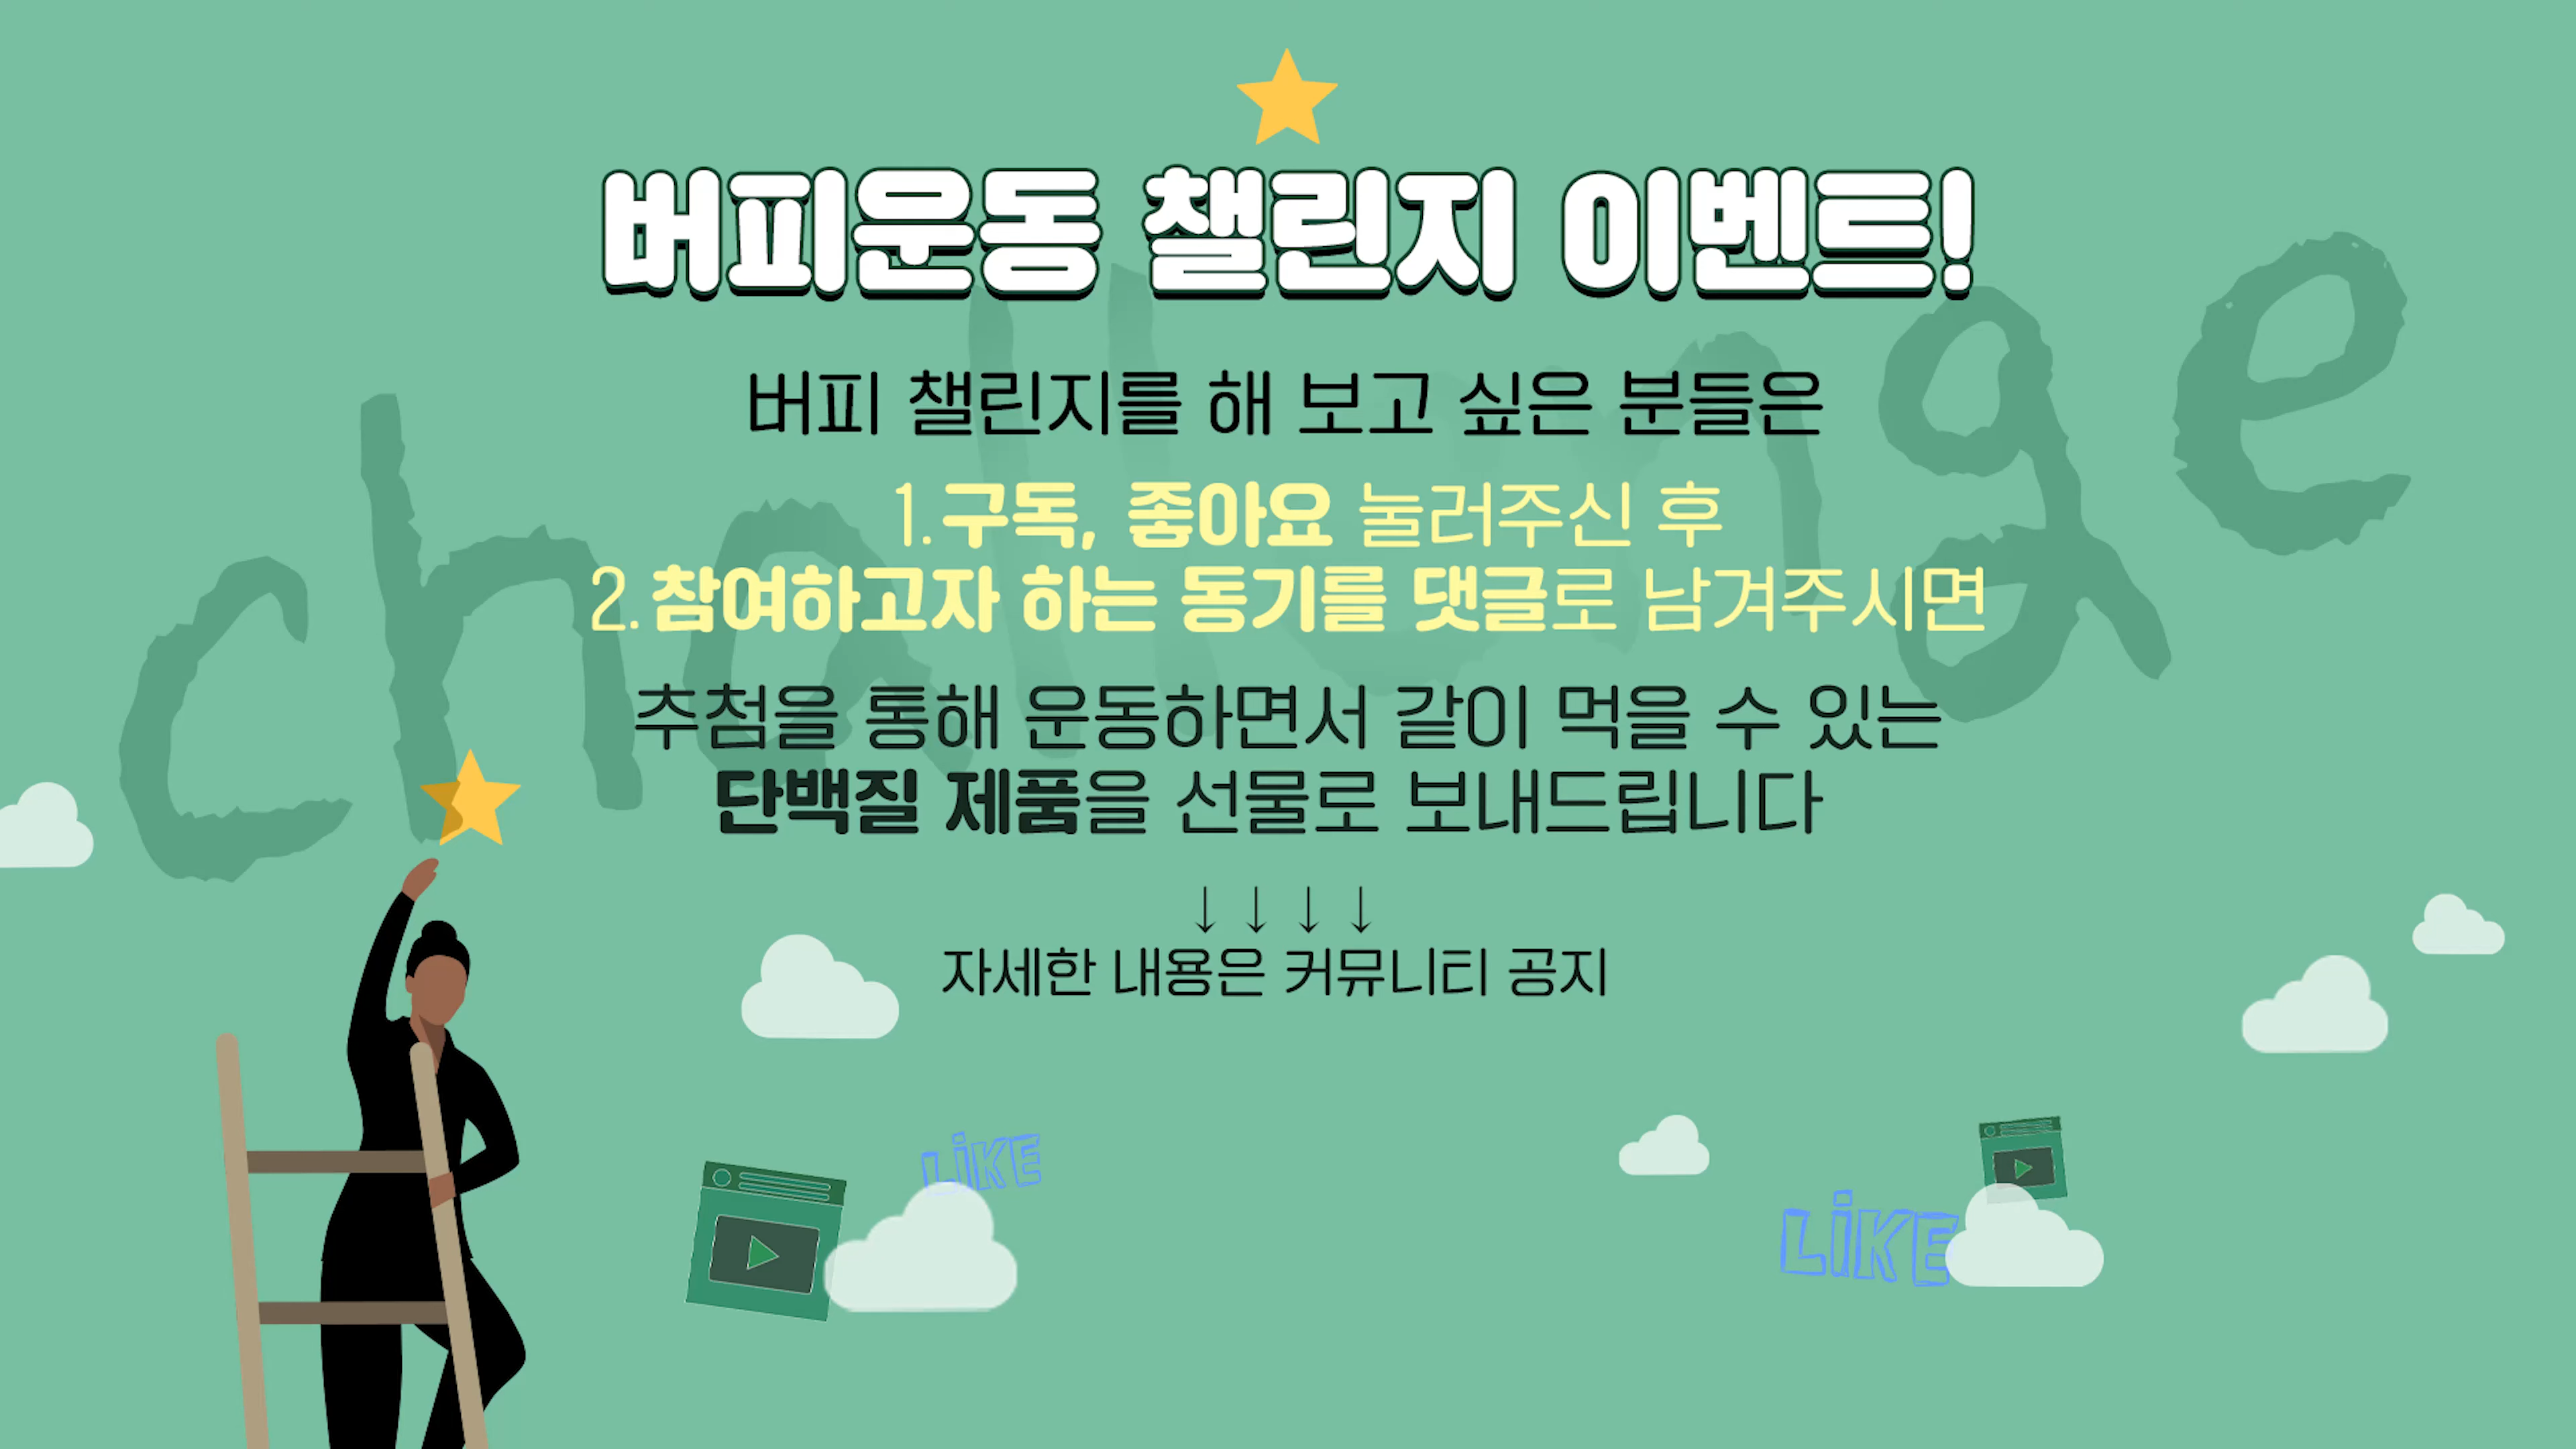 버피운동 챌린지 이벤트!
challenge
버피 챌린지를 해 보고 싶은 분들은
1. 구독, 좋아요 눌러주신 후
2. 참여하고자 하는 동기를 댓글로 남겨주시면
추첨을 통해 운동하면서 같이 먹을 수 있는
단백질 제품을 선물로 보내드립니다
↓ ↓ ↓ ↓
자세한 내용은 커뮤니티 공지
LiKE
LiKE